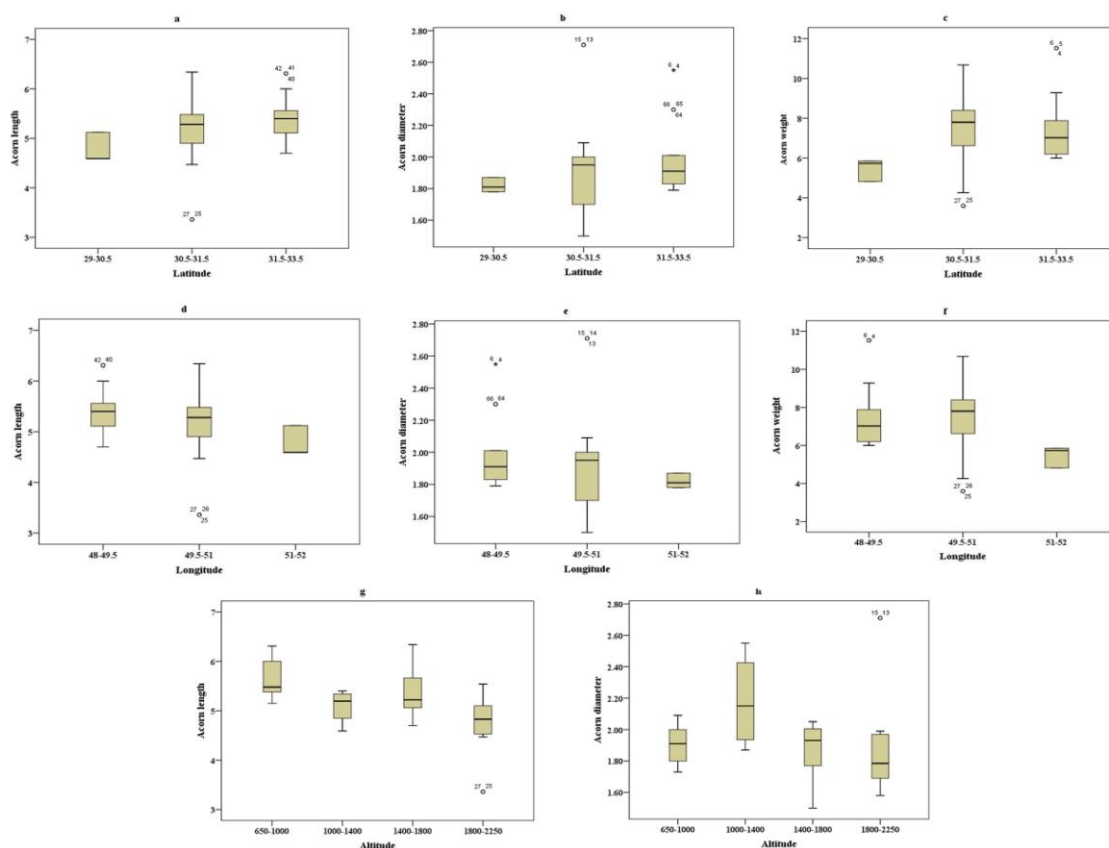 a
7
6
5
4
3
Acorn length
42 41
40
27 25
29-30.5 30.5-31.5 31.5-33.5
Latitude
b
2.80
2.60
2.40
2.20
2.00
1.80
1.60
Acorn diameter
15 13
6 4
66 65
64
29-30.5 30.5-31.5 31.5-33.5
Latitude
c
12
10
8
6
4
2
Acorn weight
6 5
4
27 25
29-30.5 30.5-31.5 31.5-33.5
Latitude
d
7
6
5
4
3
Acorn length
42 40
27 26
25
48-49.5 49.5-51 51-52
Longitude
e
2.80
2.60
2.40
2.20
2.00
1.80
1.60
Acorn diameter
6 4
66 64
15 14
13
48-49.5 49.5-51 51-52
Longitude
f
12
10
8
6
4
2
Acorn weight
6 4
27 26
25
48-49.5 49.5-51 51-52
Longitude
g
7
6
5
4
3
Acorn length
27 25
650-1000 1000-1400 1400-1800 1800-2250
Altitude
h
2.80
2.60
2.40
2.20
2.00
1.80
1.60
Acorn diameter
15 13
650-1000 1000-1400 1400-1800 1800-2250
Altitude